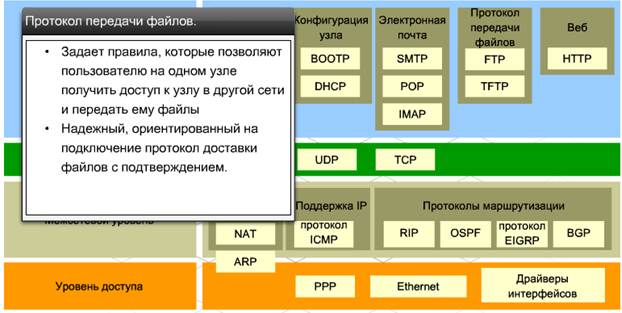 Протокол передачи файлов.
• Задает правила, которые позволяют
пользователю на одном узле
получить доступ к узлу в другой сети
и передать ему файлы
• Надежный, ориентированный на
подключение протокол доставки
файлов с подтверждением.
Конфигурация
узла
BOOTP
DHCP
Электронная
почта
SMTP
POP
IMAP
Протокол
передачи
файлов
FTP
TFTP
Веб
HTTP
UDP
TCP
Межсетевой уровень
NAT
Поддержка IP
протокол
ICMP
Протоколы маршрутизации
RIP
OSPF
протокол
EIGRP
BGP
ARP
Уровень доступа
PPP
Ethernet
Драйверы
интерфейсов